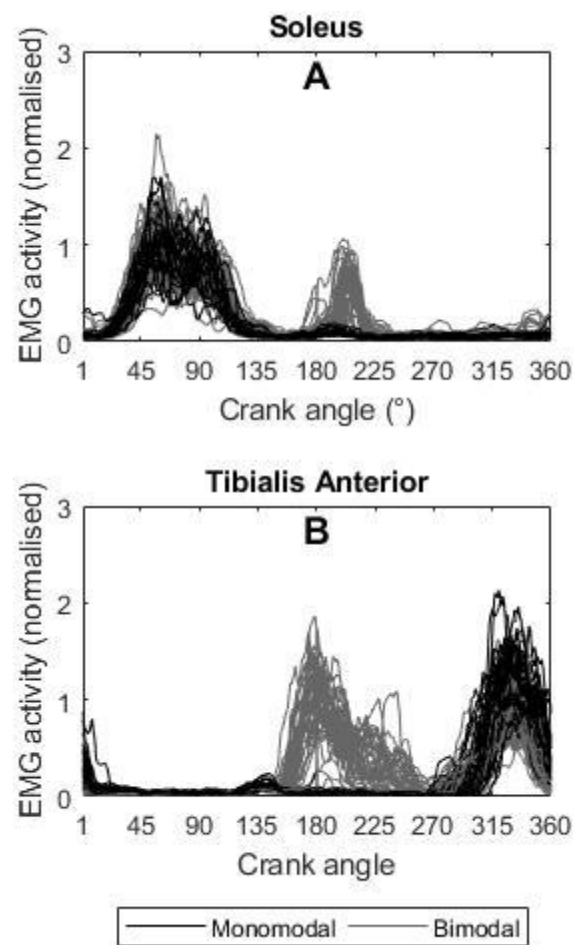 Soleus
A
3
2
1
0
EMG activity (normalised)
1 45 90 135 180 225 270 315 360
Crank angle (°)
Tibialis Anterior
B
3
2
1
0
EMG activity (normalised)
1 45 90 135 180 225 270 315 360
Crank angle
Monomodal Bimodal